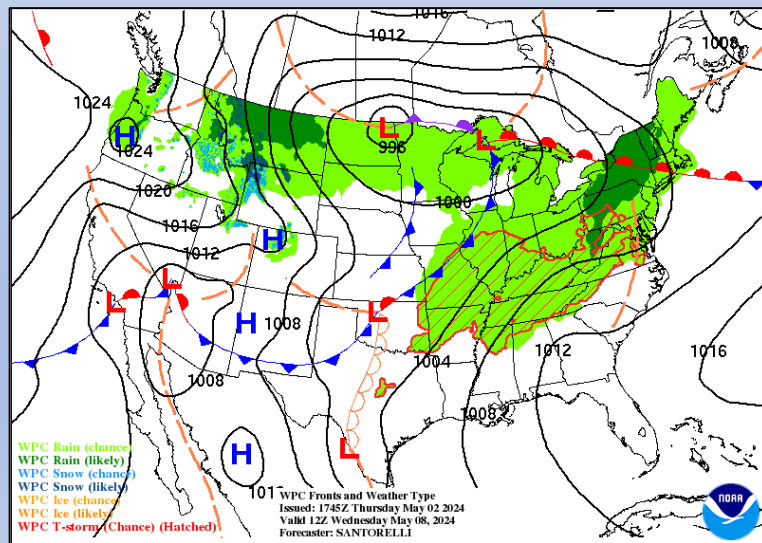 1016
1012
1008
1024
H
1024
L
996
L
1000
1020
1016
1012
H
L
L
H
1008
L
1004
1012
1016
1008
1008
H
L
WPC Rain (chance)
WPC Rain (likely)
WPC Snow (chance)
WPC Snow (likely)
WPC Ice (chance)
WPC Ice (likely)
WPC T-storm (Chance) (Hatched)
WPC Fronts and Weather Type
Issued: 1745Z Thursday May 02 2024
Valid 12Z Wednesday May 08, 2024
Forecaster: SANTORELLI
NOAA